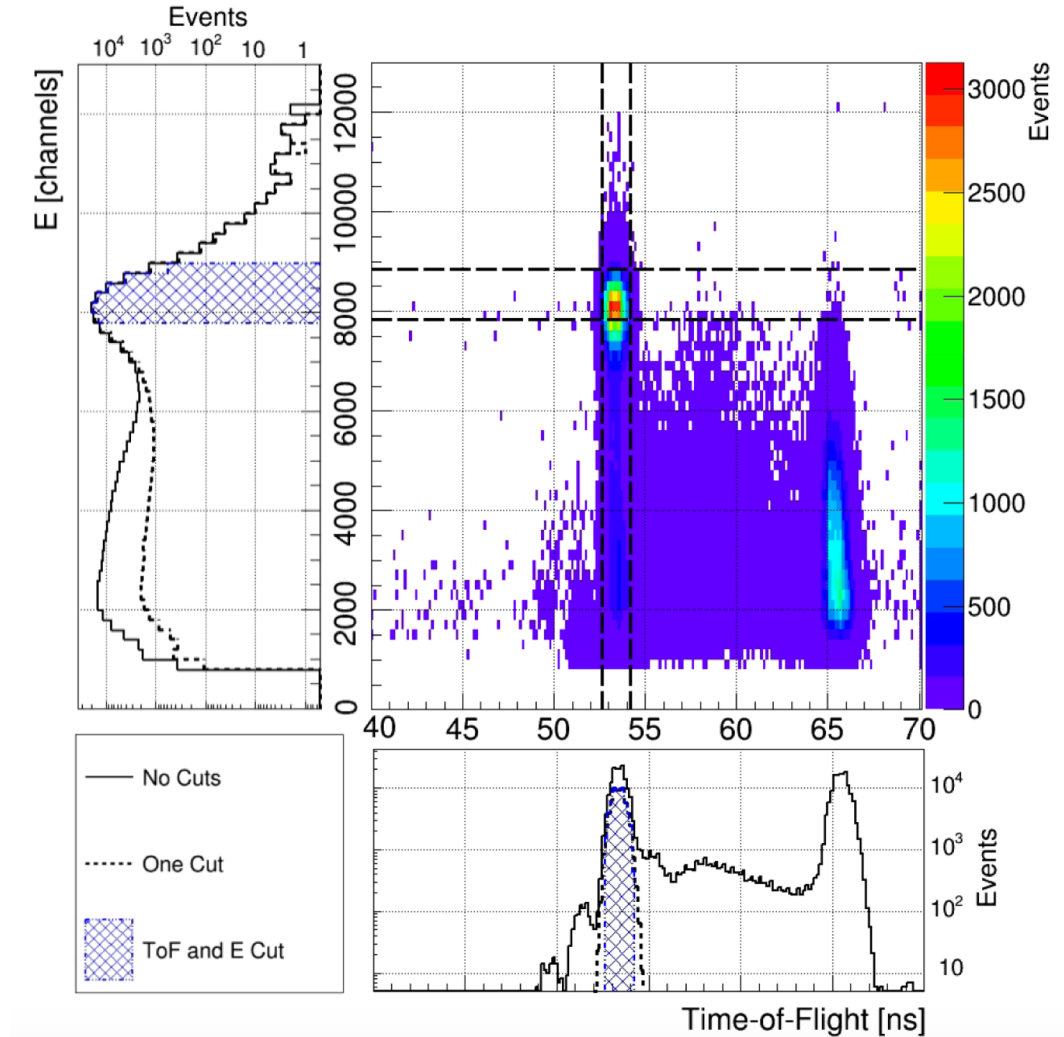 Events
10⁴ 10³ 10² 10 1
E [channels]
12000
10000
8000
6000
4000
2000
0
40 45 50 55 60 65 70
Events
3000
2500
2000
1500
1000
500
0
No Cuts
One Cut
ToF and E Cut
10⁴
10³
10²
10
Events
Time-of-Flight [ns]